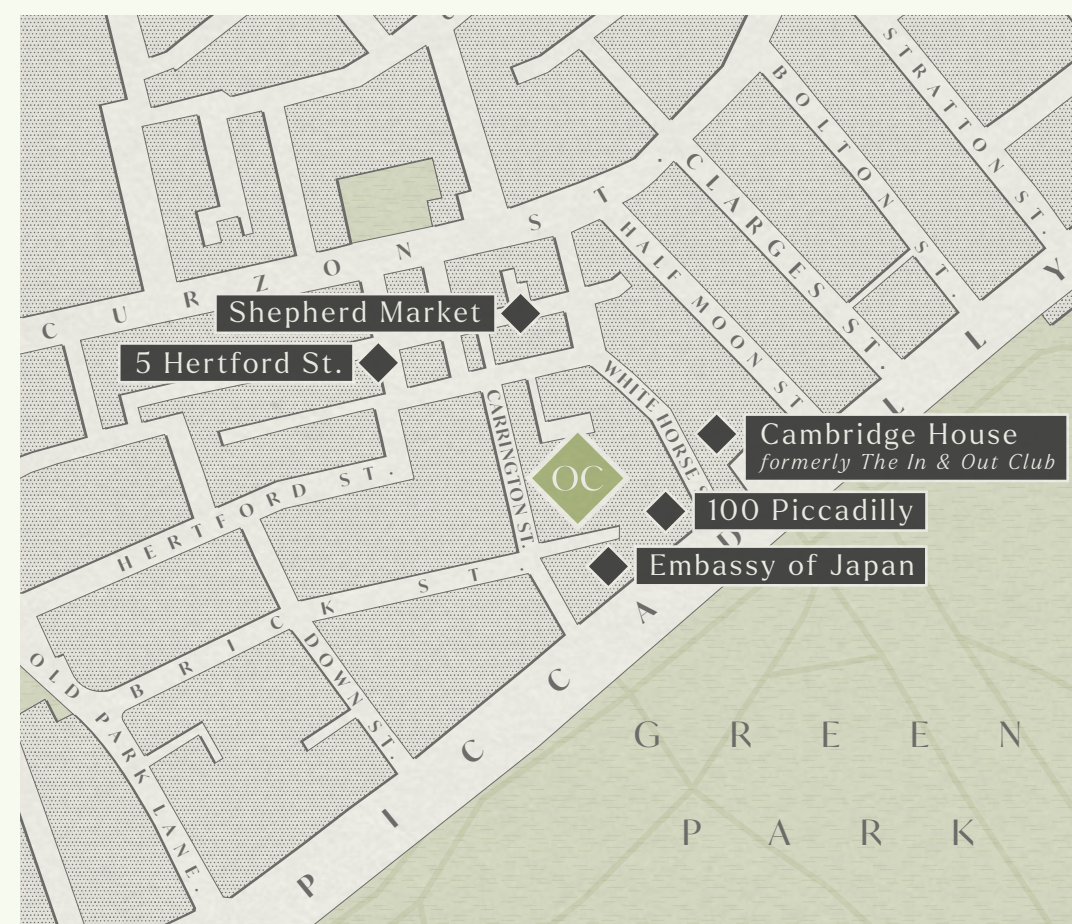 STRATTON ST.
BOLTON ST.
CLARGES ST.
CURZON ST.
HALF MOON ST
Shepherd Market
5 Hertford St.
WHITE HORSE S
CARRINGTON ST.
Cambridge House
formerly The In & Out Club
OC
HERTFORD ST.
100 Piccadilly
Embassy of Japan
BRICK ST.
DOWN ST.
OLD PARK LANE.
PICCADLLY
GREEN
PARK